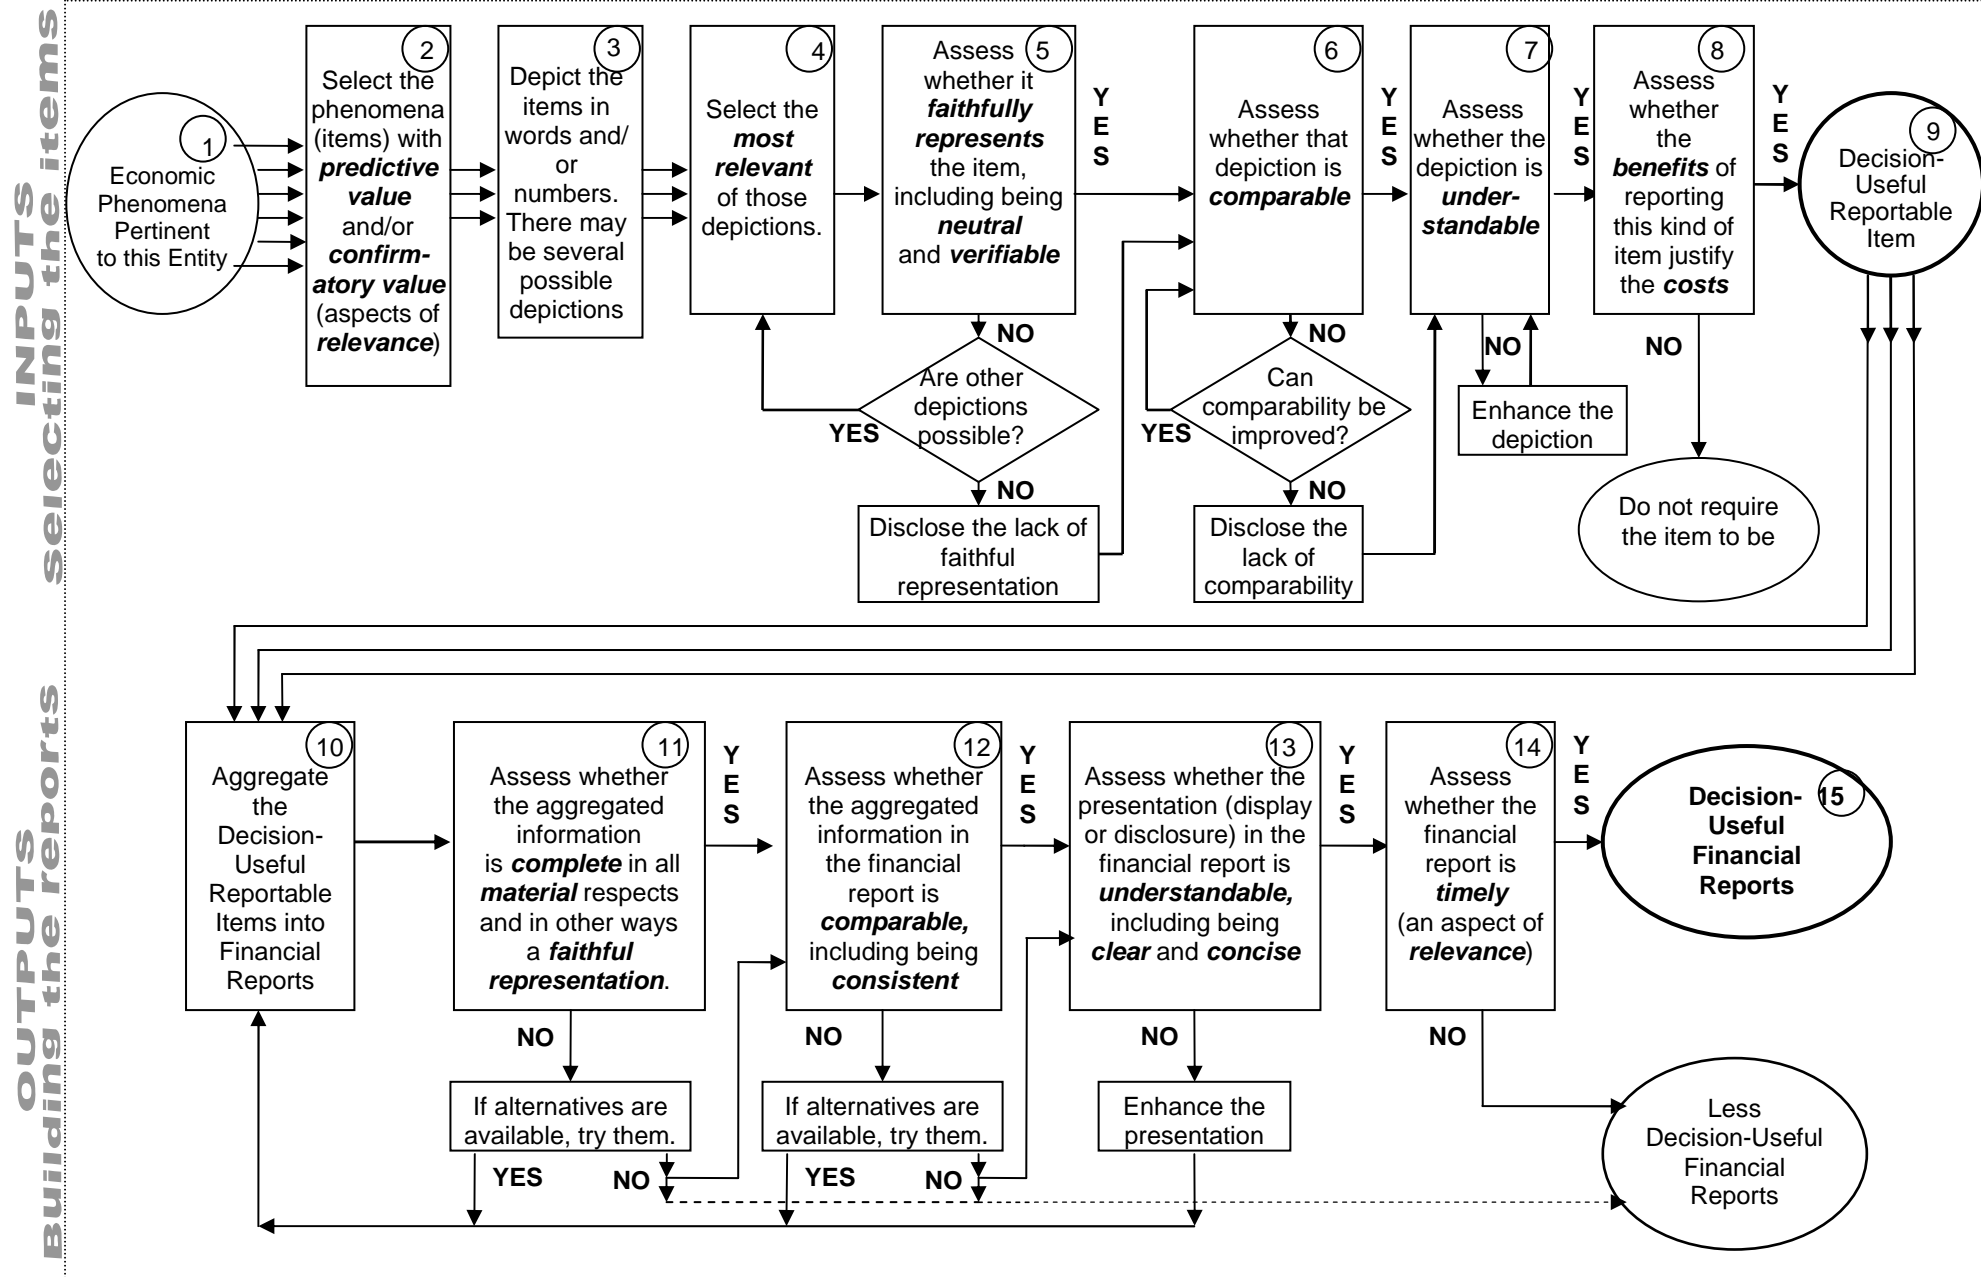 INPUTS
Selecting the items
1
Economic
Phenomena
Pertinent
to this Entity
2
Select the
phenomena
(items) with
predictive
value
and/or
confirm-
atory value
(aspects of
relevance)
3
Depict the
items in
words and/
or
numbers.
There may
be several
possible
depictions
4
Select the
most
relevant
of those
depictions.
5
Assess
whether it
faithfully
represents
the item,
including being
neutral
and verifiable
YES
NO
Are other
depictions
possible?
YES
NO
Disclose the lack of
faithful
representation
6
Assess
whether that
depiction is
comparable
YES
NO
Can
comparability be
improved?
YES
NO
Disclose the
lack of
comparability
7
Assess
whether the
depiction is
under-
standable
YES
NO
Enhance the
depiction
8
Assess
whether
the
benefits of
reporting
this kind of
item justify
the costs
YES
NO
Do not require
the item to be
9
Decision-
Useful
Reportable
Item
OUTPUTS
Building the reports
10
Aggregate
the
Decision-
Useful
Reportable
Items into
Financial
Reports
11
Assess whether
the aggregated
information
is complete in all
material respects
and in other ways
a faithful
representation.
YES
NO
If alternatives are
available, try them.
YES
NO
12
Assess whether
the aggregated
information in
the financial
report is
comparable,
including being
consistent
YES
NO
If alternatives are
available, try them.
YES
NO
13
Assess whether the
presentation (display
or disclosure) in the
financial report is
understandable,
including being
clear and concise
YES
NO
Enhance the
presentation
14
Assess
whether the
financial
report is
timely
(an aspect of
relevance)
YES
NO
15
Decision-
Useful
Financial
Reports
Less
Decision-Useful
Financial
Reports